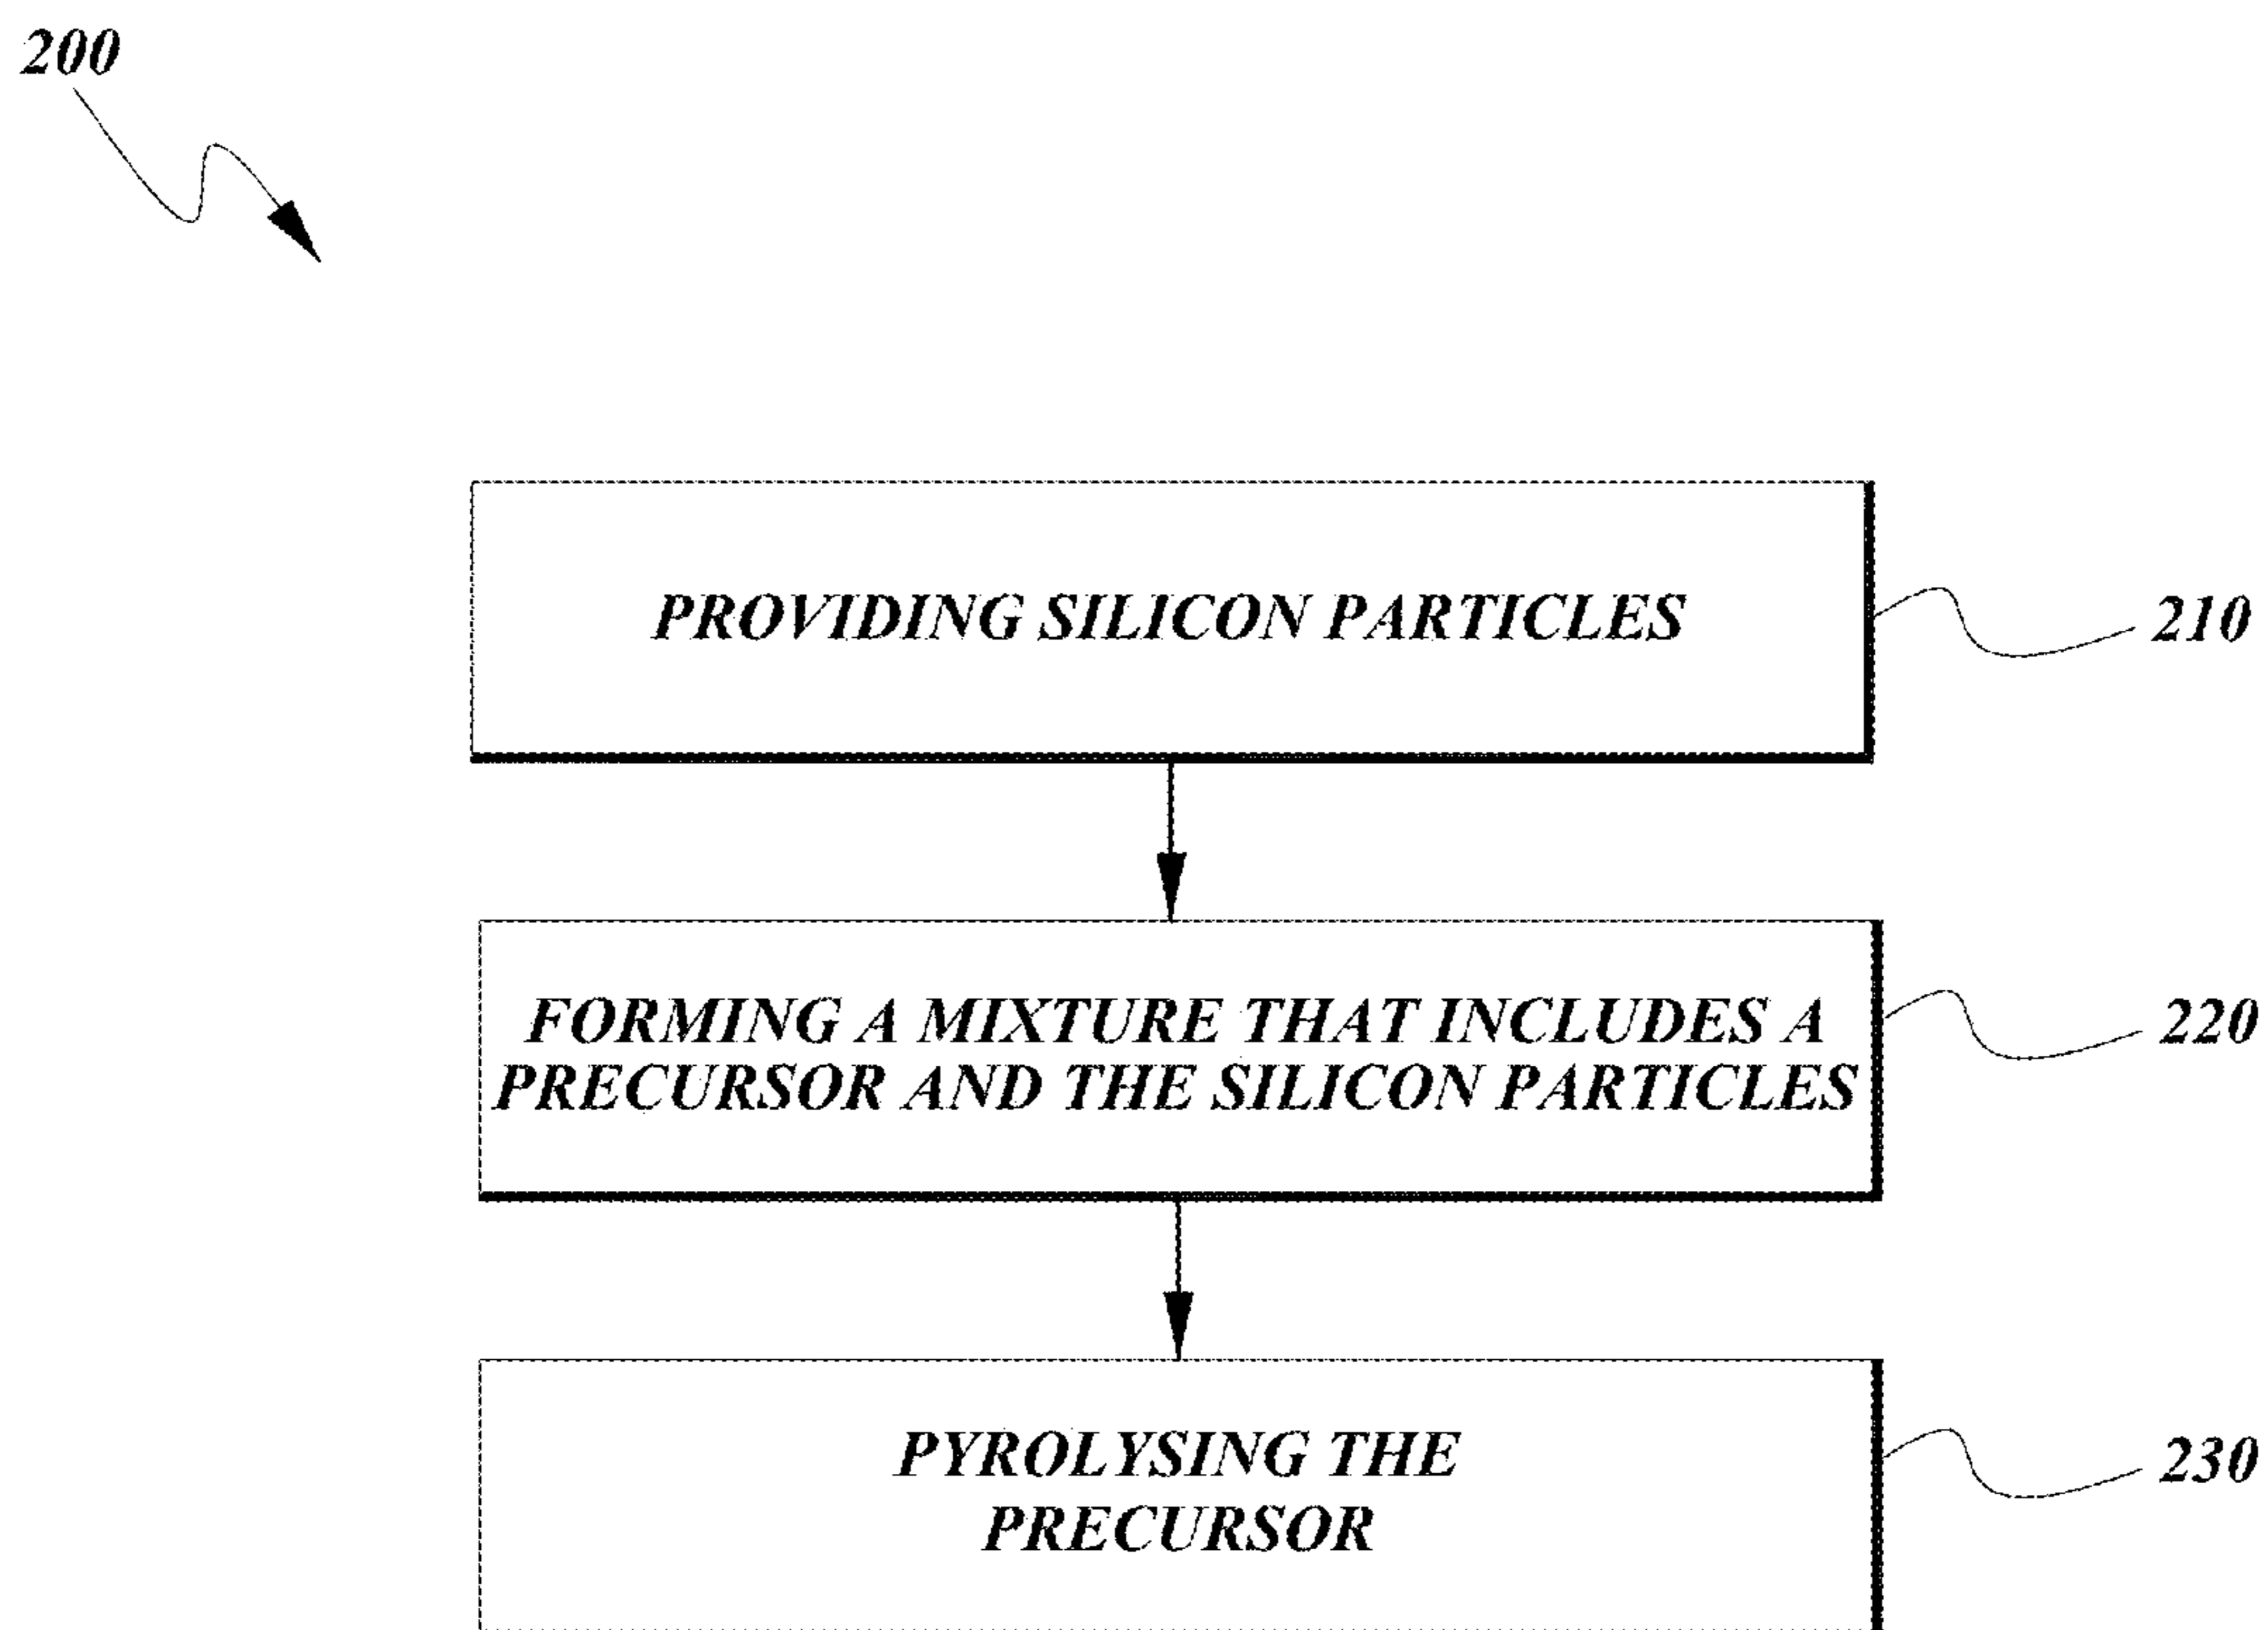 200
PROVIDING SILICON PARTICLES
210
FORMING A MIXTURE THAT INCLUDES A
PRECURSOR AND THE SILICON PARTICLES
220
PYROLYSING THE
PRECURSOR
230